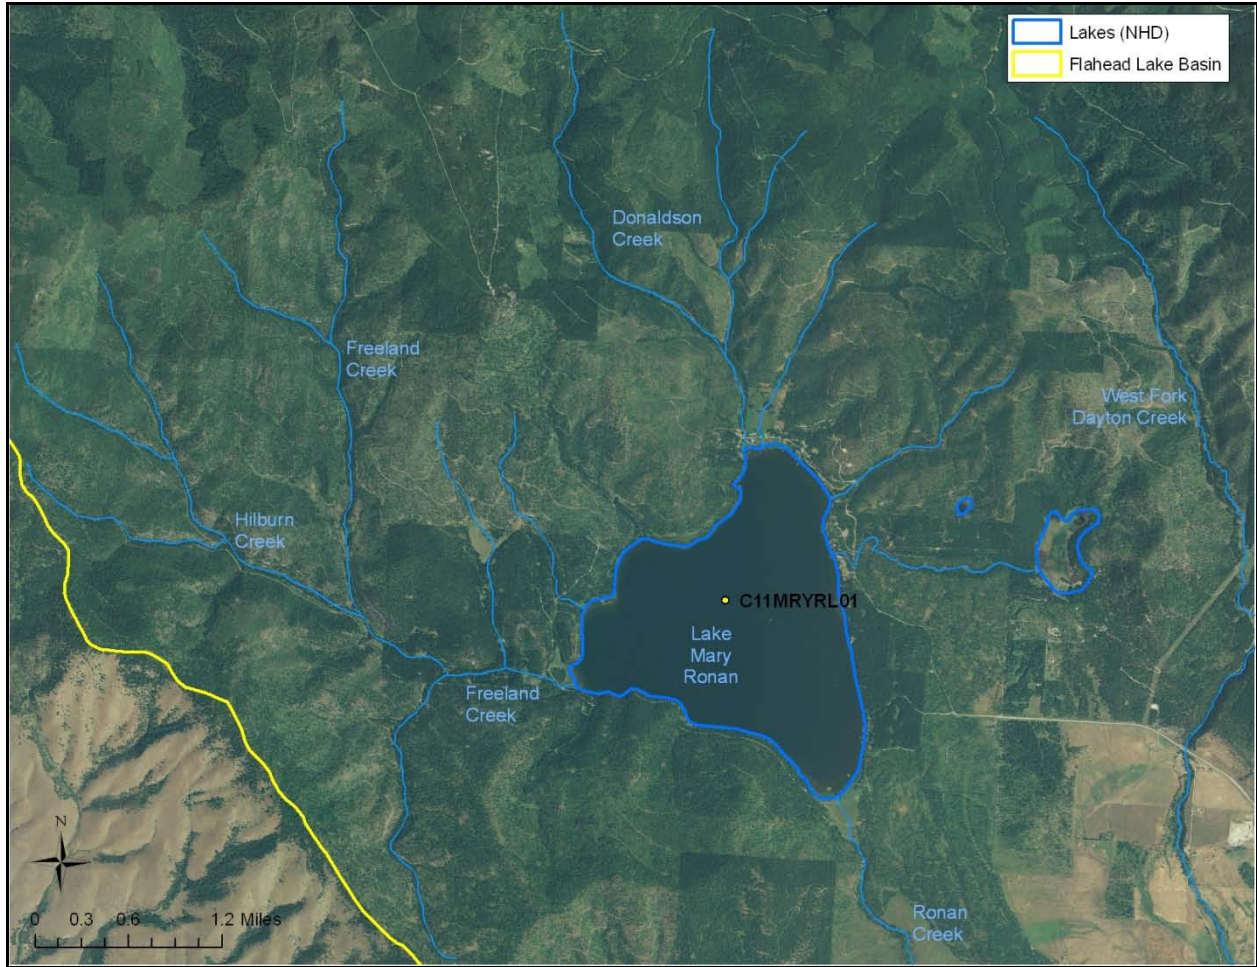 Lakes (NHD)
Flahead Lake Basin
Donaldson
Creek
Freeland
Creek
West Fork
Dayton Creek
Hilburn
Creek
C11MRYRL01
Lake
Mary
Ronan
Freeland
Creek
N
0 0.3 0.6 1.2 Miles
Ronan
Creek